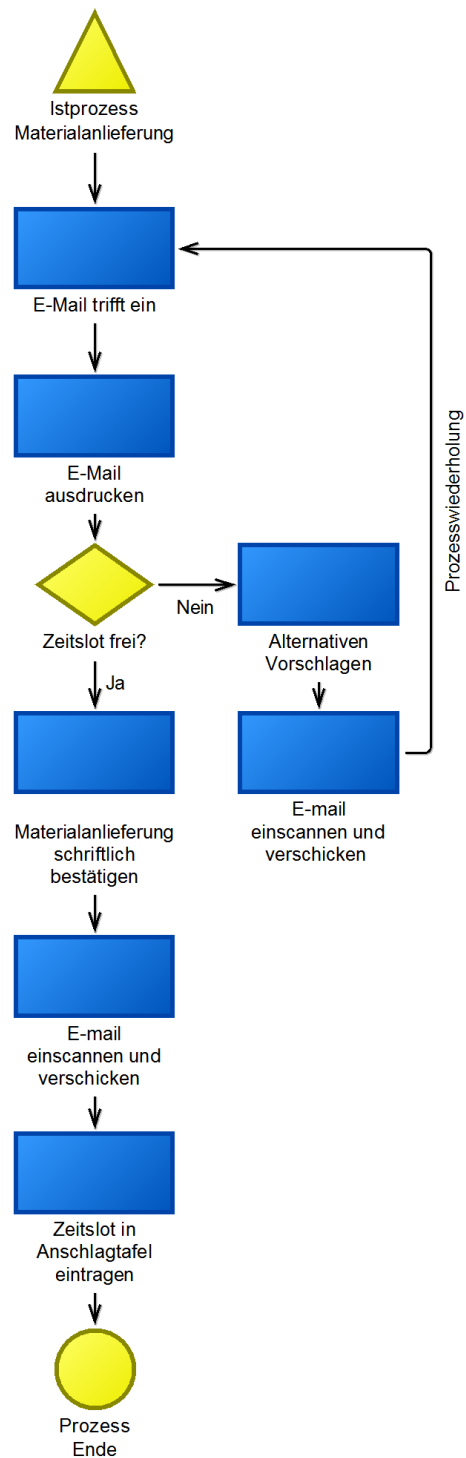 Istprozess
Materialanlieferung
E-Mail trifft ein
E-Mail
ausdrucken
Zeitslot frei?
Nein
Ja
Alternativen
Vorschlagen
E-mail
einscannen und
verschicken
Prozesswiederholung
Materialanlieferung
schriftlich
bestätigen
E-mail
einscannen und
verschicken
Zeitslot in
Anschlagtafel
eintragen
Prozess
Ende